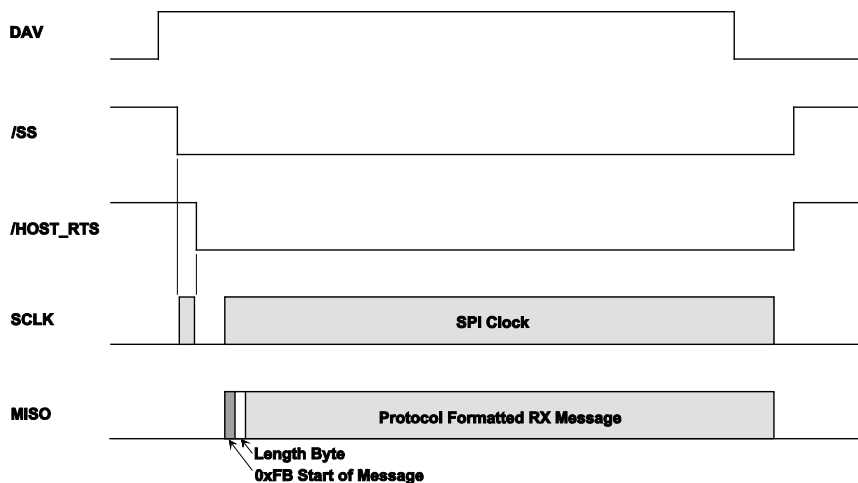 DAV
/SS
/HOST_RTS
SCLK
SPI Clock
MISO
Protocol Formatted RX Message
Length Byte
0xFB Start of Message